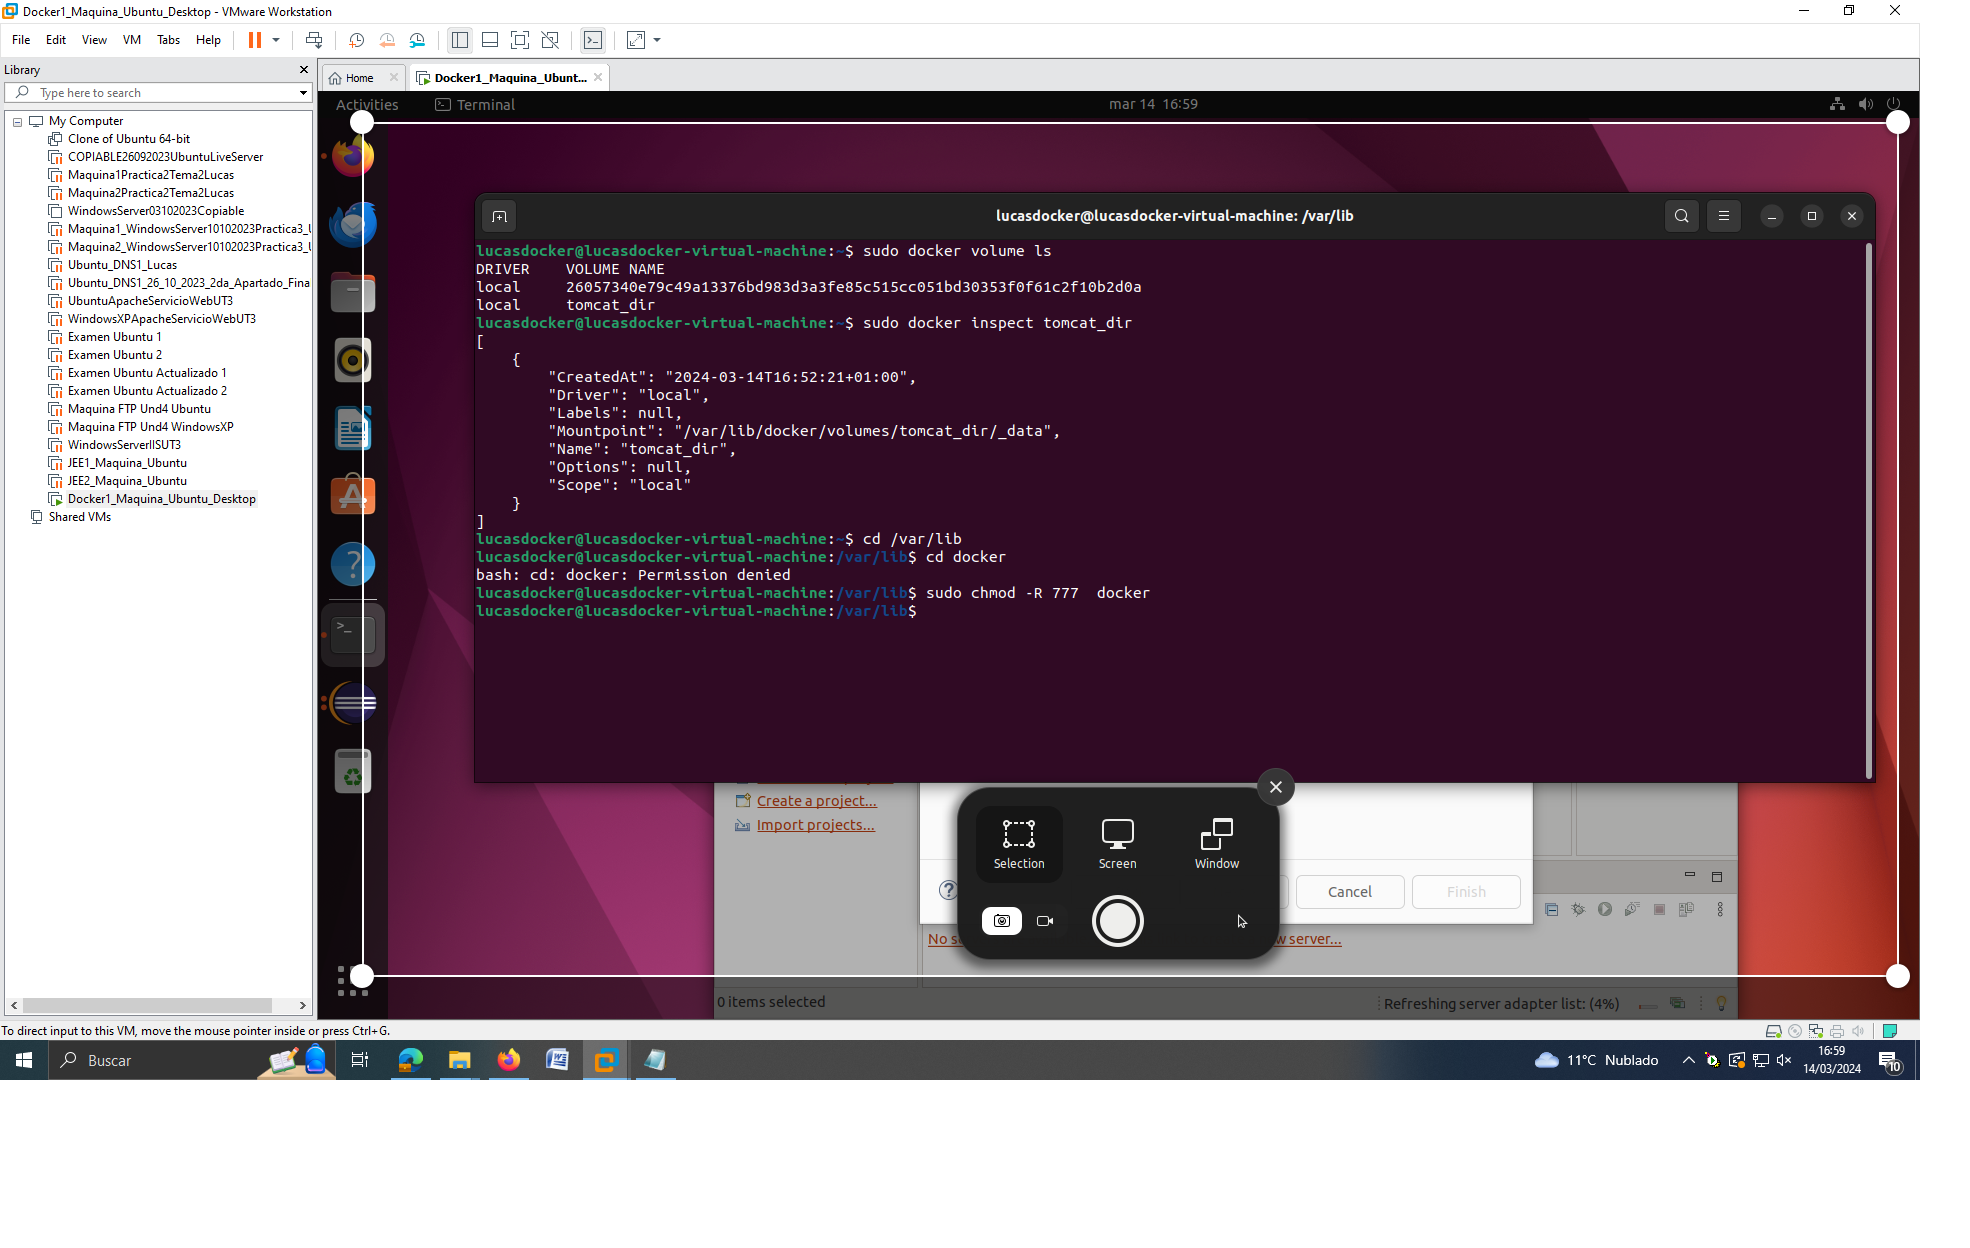 Docker1_Maquina_Ubuntu_Desktop - VMware Workstation
File Edit View VM Tabs Help
Library
Type here to search
My Computer
Clone of Ubuntu 64-bit
COPIABLE26092023UbuntuLiveServer
Maquina1Practica2Tema2Lucas
Maquina2Practica2Tema2Lucas
WindowsServer03102023Copiable
Maquina1_WindowsServer10102023Practica3_
Maquina2_WindowsServer10102023Practica3_
Ubuntu_DNS1_Lucas
Ubuntu_DNS1_26_10_2023_2da_Apartado_Fina
UbuntuApacheServicioWebUT3
WindowsXPApacheServicioWebUT3
Examen Ubuntu 1
Examen Ubuntu 2
Examen Ubuntu Actualizado 1
Examen Ubuntu Actualizado 2
Maquina FTP Und4 Ubuntu
Maquina FTP Und4 WindowsXP
WindowsServerIISUT3
JEE1_Maquina_Ubuntu
JEE2_Maquina_Ubuntu
Docker1_Maquina_Ubuntu_Desktop
Shared VMs
Home
Docker1_Maquina_Ubunt...
Activities
Terminal
mar 14 16:59
lucasdocker@lucasdocker-virtual-machine: /var/lib
lucasdocker@lucasdocker-virtual-machine:~$ sudo docker volume ls
DRIVER    VOLUME NAME
local     26057340e79c49a13376bd983d3a3fe85c515cc051bd30353f0f61c2f10b2d0a
local     tomcat_dir
lucasdocker@lucasdocker-virtual-machine:~$ sudo docker inspect tomcat_dir
[
    {
        "CreatedAt": "2024-03-14T16:52:21+01:00",
        "Driver": "local",
        "Labels": null,
        "Mountpoint": "/var/lib/docker/volumes/tomcat_dir/_data",
        "Name": "tomcat_dir",
        "Options": null,
        "Scope": "local"
    }
]
lucasdocker@lucasdocker-virtual-machine:~$ cd /var/lib
lucasdocker@lucasdocker-virtual-machine:/var/lib$ cd docker
bash: cd: docker: Permission denied
lucasdocker@lucasdocker-virtual-machine:/var/lib$ sudo chmod -R 777  docker
lucasdocker@lucasdocker-virtual-machine:/var/lib$
Create a project...
Import projects...
Selection
Screen
Window
Cancel
Finish
No s
w server...
0 items selected
Refreshing server adapter list: (4%)
To direct input to this VM, move the mouse pointer inside or press Ctrl+G.
Buscar
11°C Nublado
16:59
14/03/2024
10